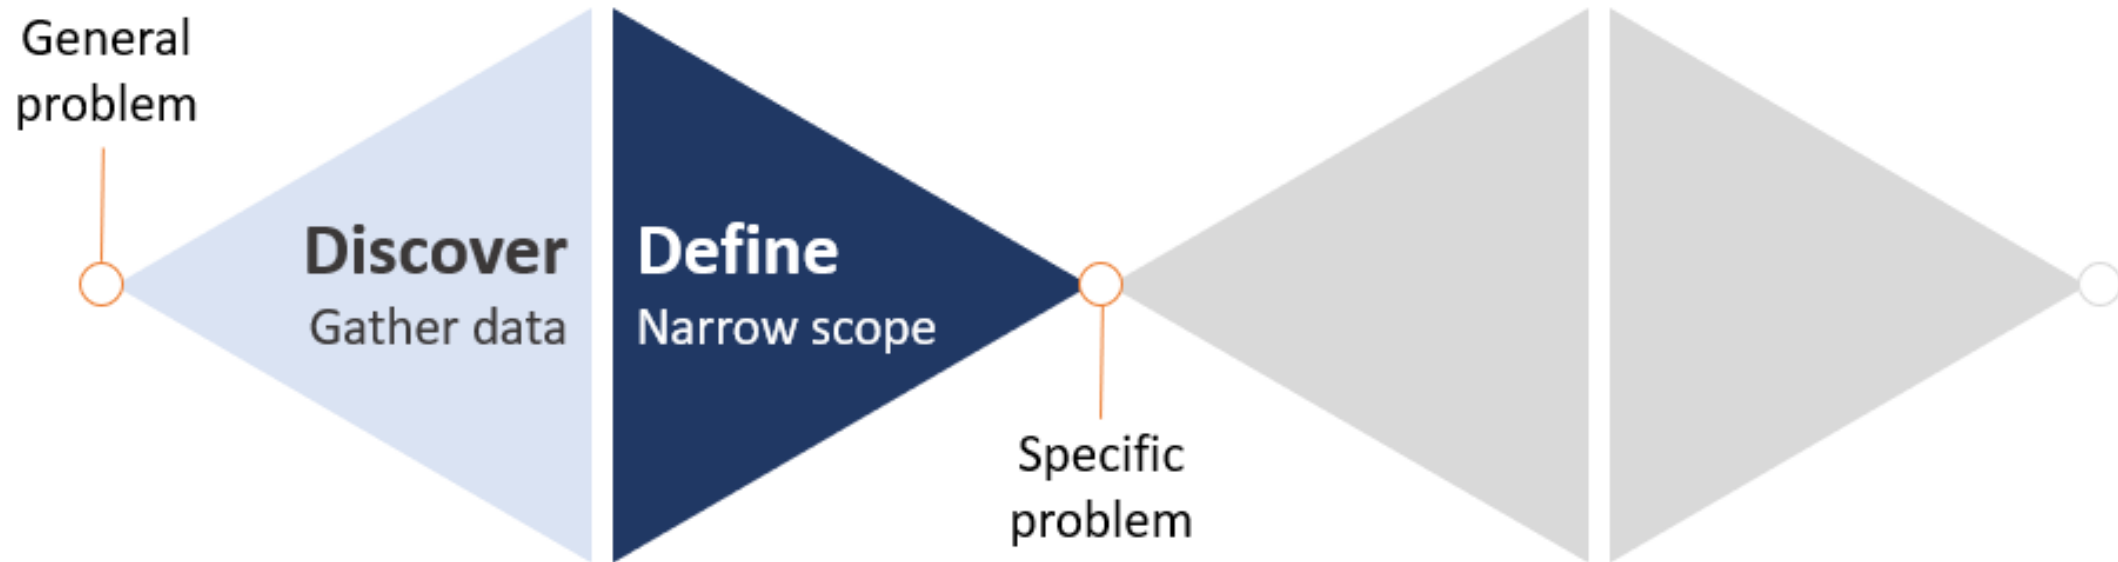 General
problem
Discover
Gather data
Define
Narrow scope
Specific
problem